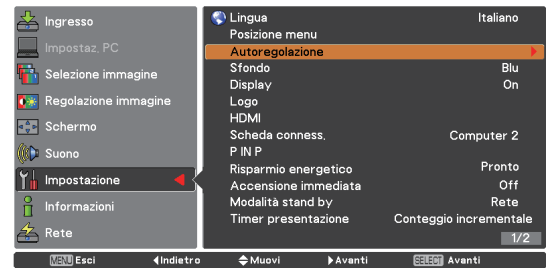 Ingresso
Impostaz. PC
Selezione immagine
Regolazione immagine
Schermo
Suono
Impostazione
Informazioni
Rete
Lingua Italiano
Posizione menu
Autoregolazione
Sfondo Blu
Display On
Logo
HDMI
Scheda conness. Computer 2
P IN P
Risparmio energetico Pronto
Accensione immediata Off
Modalità stand by Rete
Timer presentazione Conteggio incrementale
1/2
MENU Esci Indietro Muovi Avanti SELECT Avanti